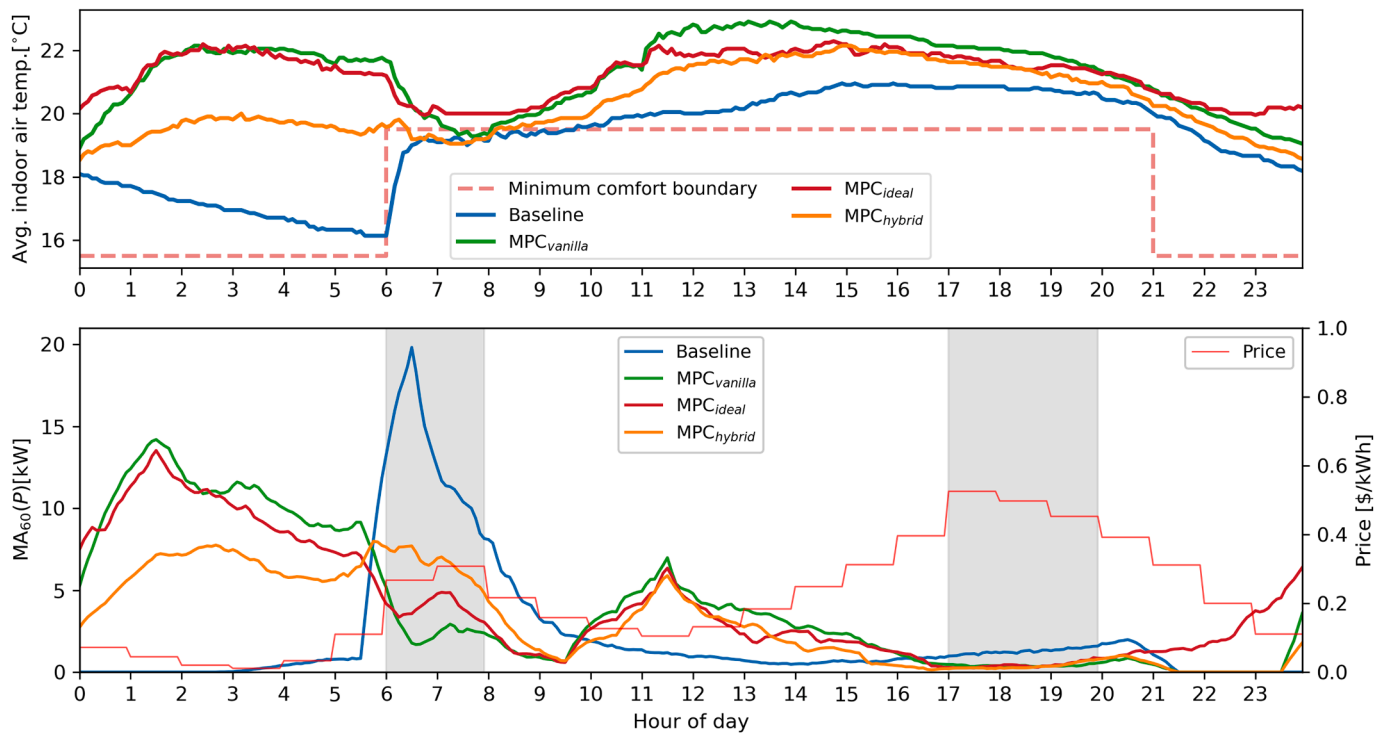 Avg. indoor air temp.[°C]
22
20
18
16
Minimum comfort boundary
Baseline
MPCvanilla
MPCideal
MPChybrid
0 1 2 3 4 5 6 7 8 9 10 11 12 13 14 15 16 17 18 19 20 21 22 23
MA60(P)[kW]
20
15
10
5
0
Baseline
MPCvanilla
MPCideal
MPChybrid
Price
1.0
0.8
0.6
0.4
0.2
0.0
Price [$/kWh]
0 1 2 3 4 5 6 7 8 9 10 11 12 13 14 15 16 17 18 19 20 21 22 23
Hour of day